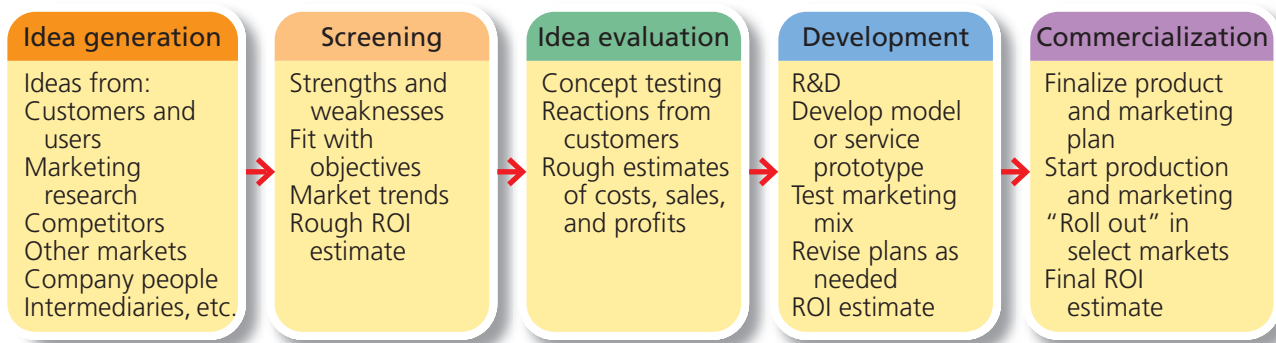 Idea generation
Ideas from:
Customers and
users
Marketing
research
Competitors
Other markets
Company people
Intermediaries, etc.
Screening
Strengths and
weaknesses
Fit with
objectives
Market trends
Rough ROI
estimate
Idea evaluation
Concept testing
Reactions from
customers
Rough estimates
of costs, sales,
and profits
Development
R&D
Develop model
or service
prototype
Test marketing
mix
Revise plans as
needed
ROI estimate
Commercialization
Finalize product
and marketing
plan
Start production
and marketing
“Roll out” in
select markets
Final ROI
estimate